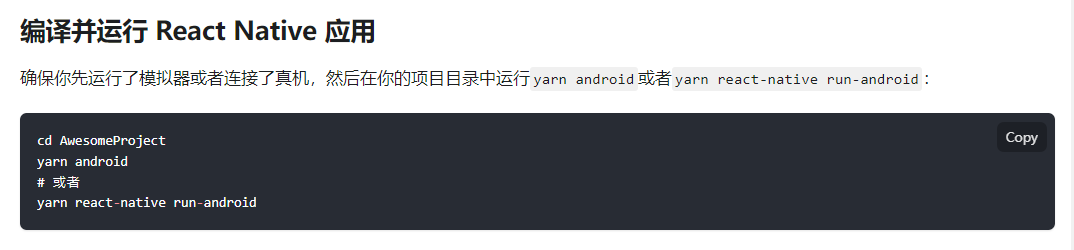 编译并运行 React Native 应用
确保你先运行了模拟器或者连接了真机，然后在你的项目目录中运行yarn android或者yarn react-native run-android：
cd AwesomeProject
Copy
yarn android
# 或者
yarn react-native run-android